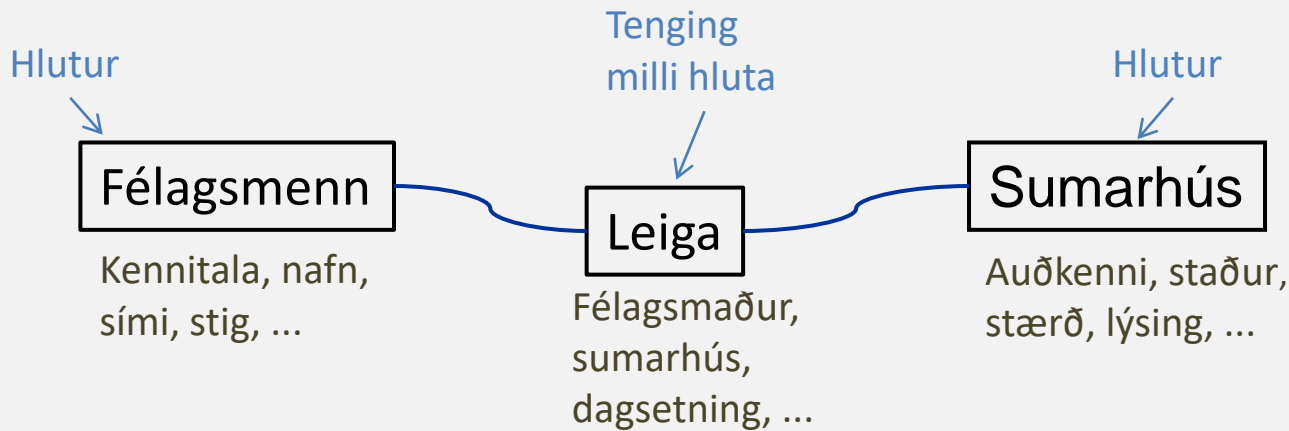 Hlutur
Tenging
milli hluta
Hlutur
Félagsmenn
Leiga
Sumarhús
Kennitala, nafn,
sími, stig, ...
Félagsmaður,
sumarhús,
dagsetning, ...
Auðkenni, staður,
stærð, lýsing, ...